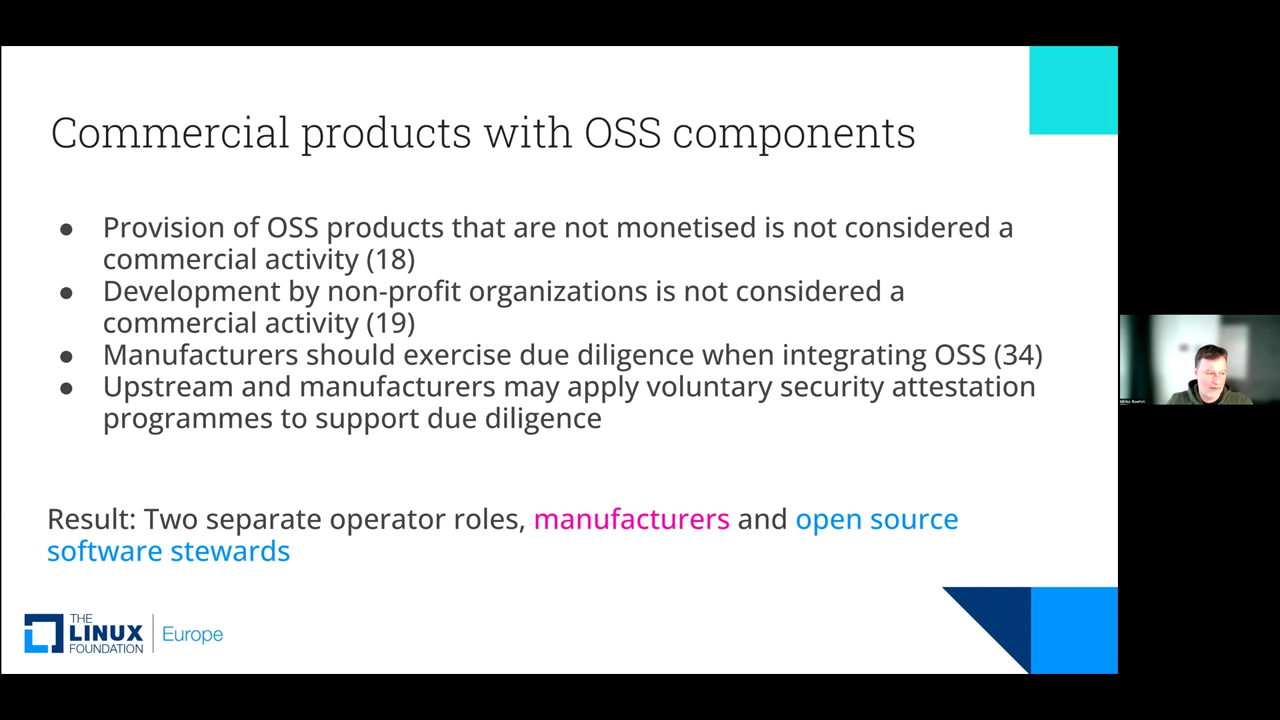 Commercial products with OSS components
● Provision of OSS products that are not monetised is not considered a
commercial activity (18)
● Development by non-profit organizations is not considered a
commercial activity (19)
● Manufacturers should exercise due diligence when integrating OSS (34)
● Upstream and manufacturers may apply voluntary security attestation
programmes to support due diligence
Result: Two separate operator roles, manufacturers and open source
software stewards
THE
LINUX
FOUNDATION
Europe
Mirko Boehm